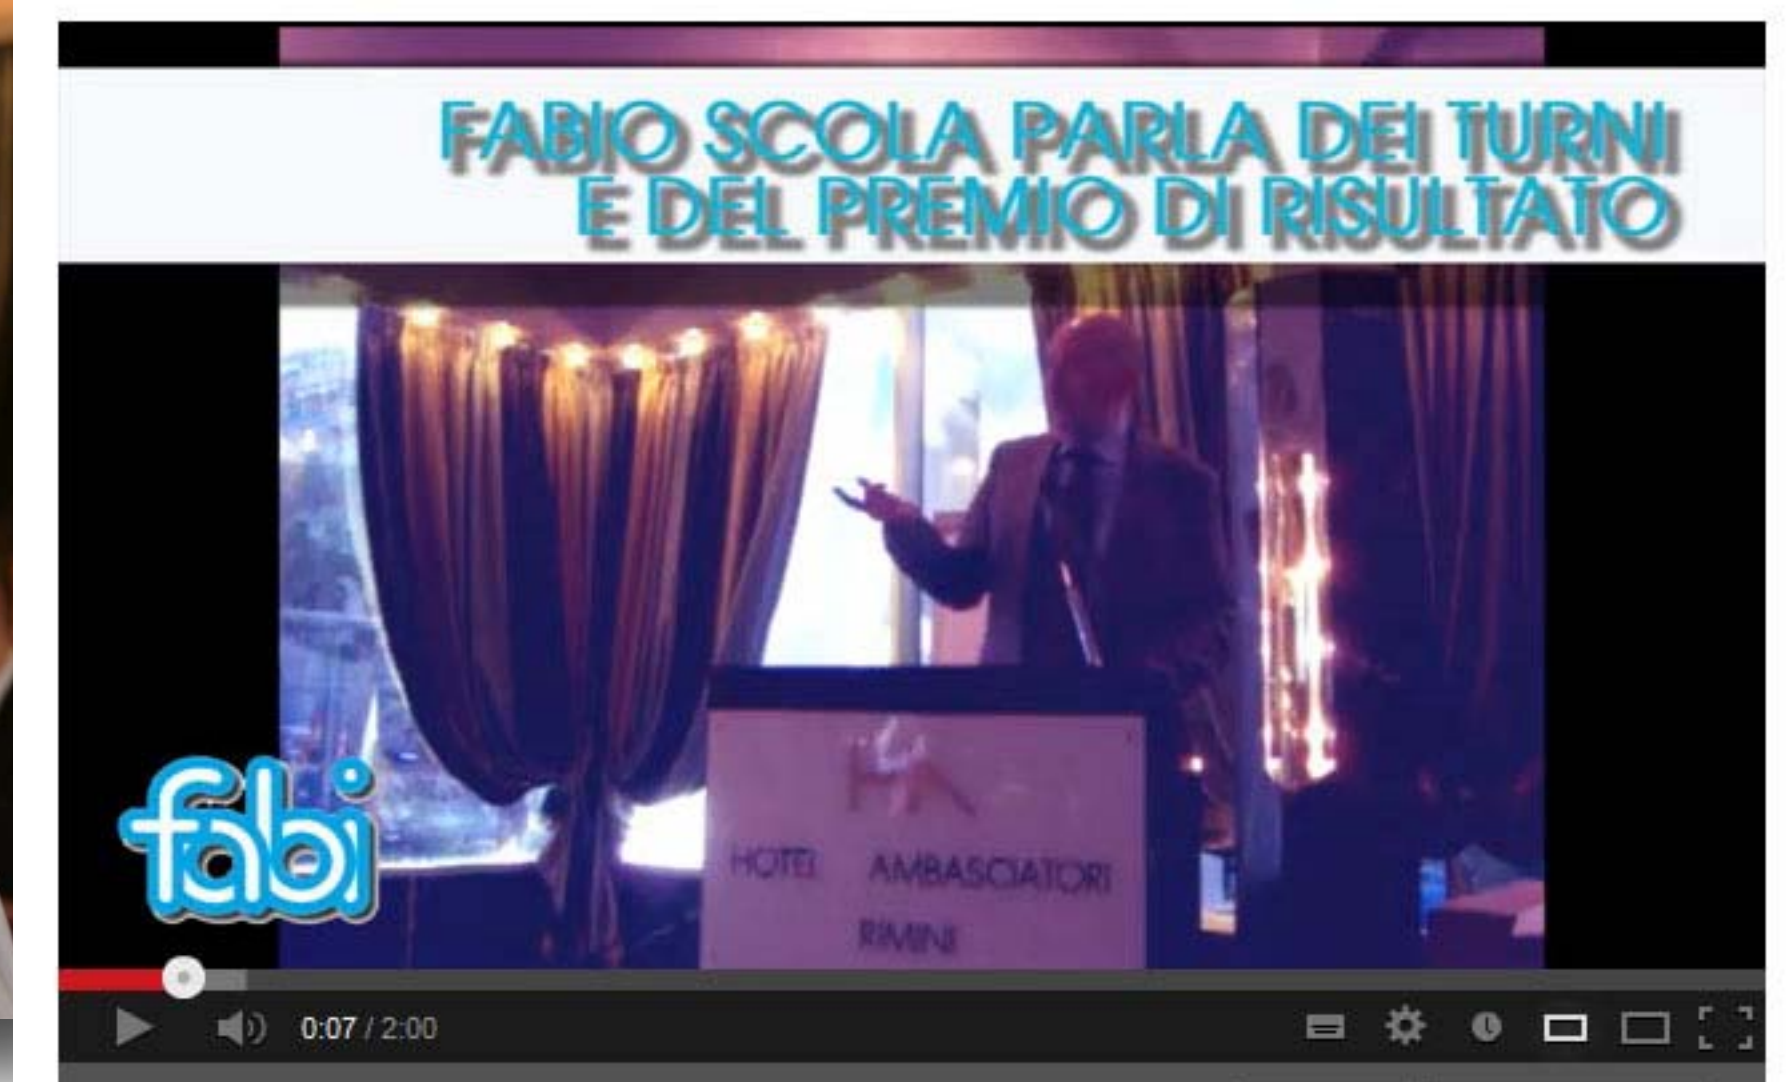 FABIO SCOLA PARLA DEI TURNI
E DEL PREMIO DI RISULTATO
HOTEL AMBASCIATORI
RIMINI
fabi
0:07 / 2:00